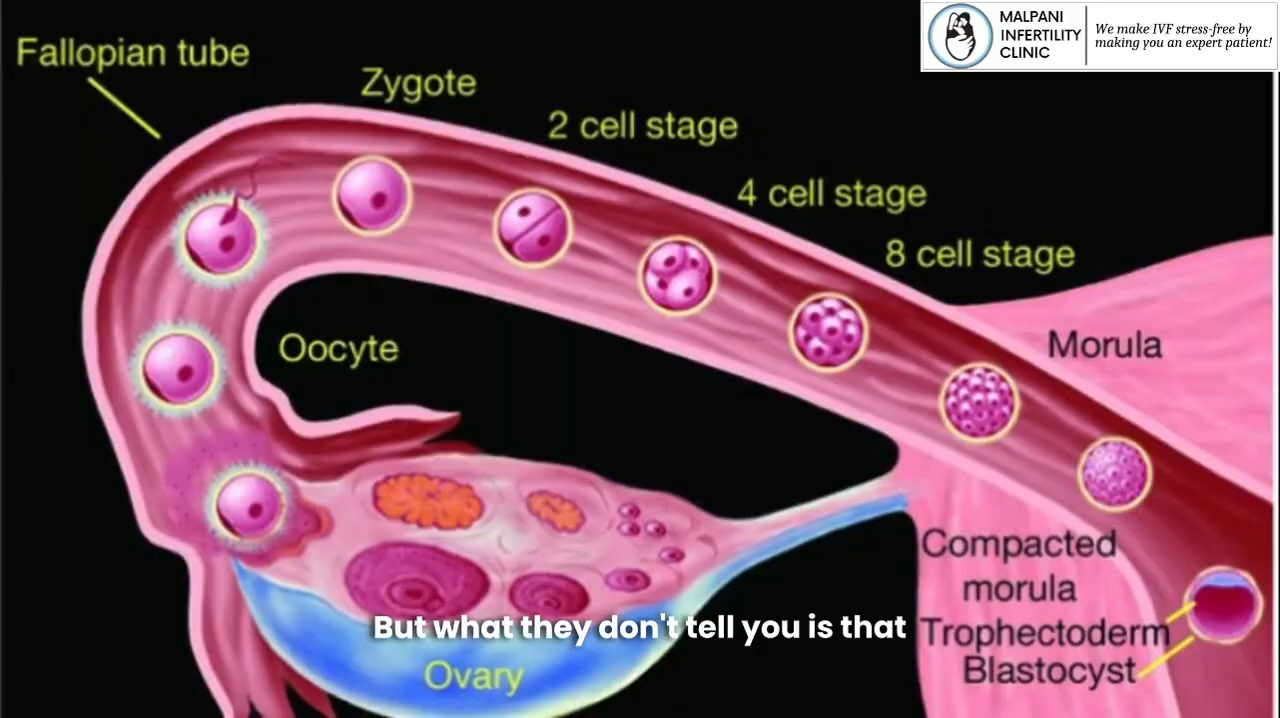 MALPANI
INFERTILITY
CLINIC
We make IVF stress-free by
making you an expert patient!
Fallopian tube
Zygote
2 cell stage
4 cell stage
8 cell stage
Oocyte
Morula
Compacted
morula
Trophectoderm
Blastocyst
But what they don't tell you is that
Ovary